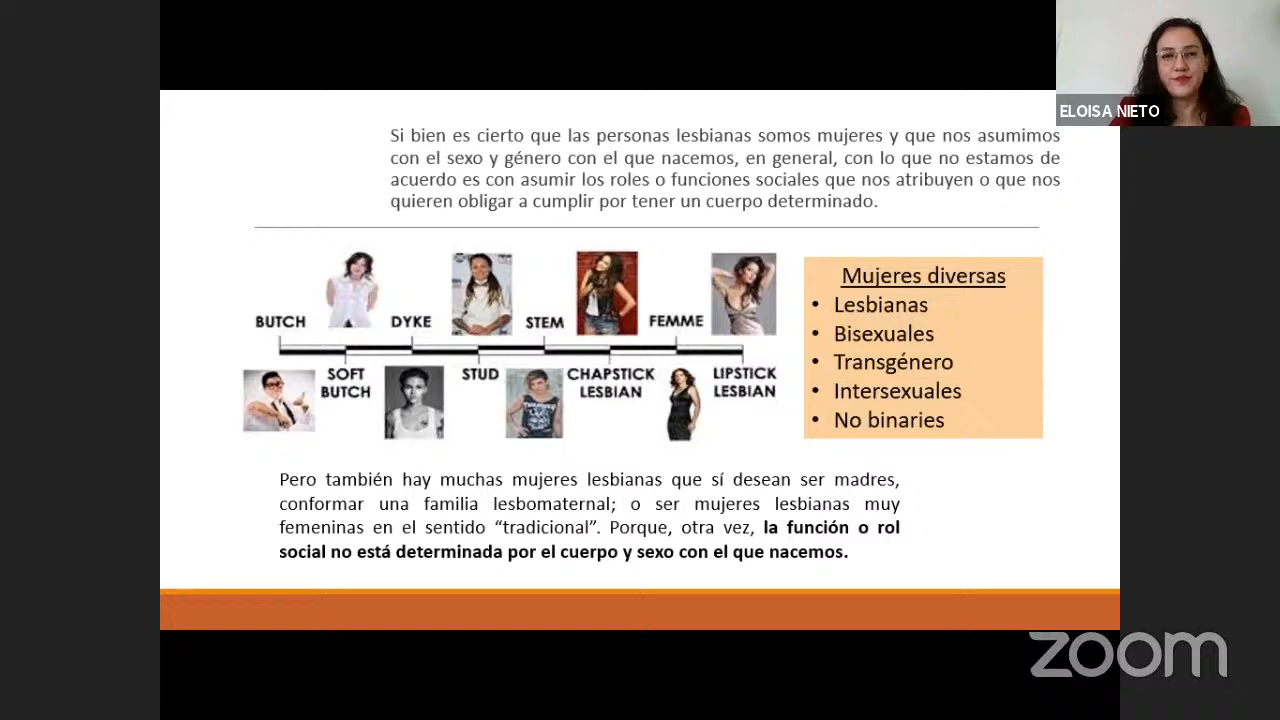 ELOISA NIETO
Si bien es cierto que las personas lesbianas somos mujeres y que nos asumimos
con el sexo y género con el que nacemos, en general, con lo que no estamos de
acuerdo es con asumir los roles o funciones sociales que nos atribuyen o que nos
quieren obligar a cumplir por tener un cuerpo determinado.
BUTCH
DYKE
STEM
FEMME
SOFT
BUTCH
STUD
CHAPSTICK
LESBIAN
LIPSTICK
LESBIAN
Mujeres diversas
• Lesbianas
• Bisexuales
• Transgénero
• Intersexuales
• No binaries
Pero también hay muchas mujeres lesbianas que sí desean ser madres,
conformar una familia lesbomaternal; o ser mujeres lesbianas muy
femeninas en el sentido “tradicional”. Porque, otra vez, la función o rol
social no está determinada por el cuerpo y sexo con el que nacemos.
zoom